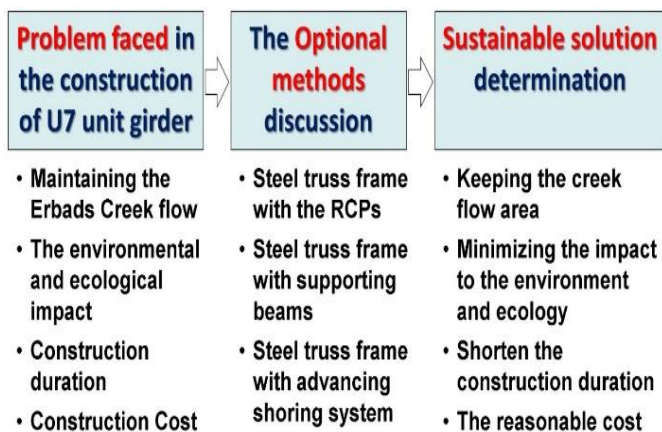 Problem faced in
the construction
of U7 unit girder
The Optional
methods
discussion
Sustainable solution
determination
• Maintaining the
Erbads Creek flow
• The environmental
and ecological
impact
• Construction
duration
• Construction Cost
• Steel truss frame
with the RCPs
• Steel truss frame
with supporting
beams
• Steel truss frame
with advancing
shoring system
• Keeping the creek
flow area
• Minimizing the impact
to the environment
and ecology
• Shorten the
construction duration
• The reasonable cost